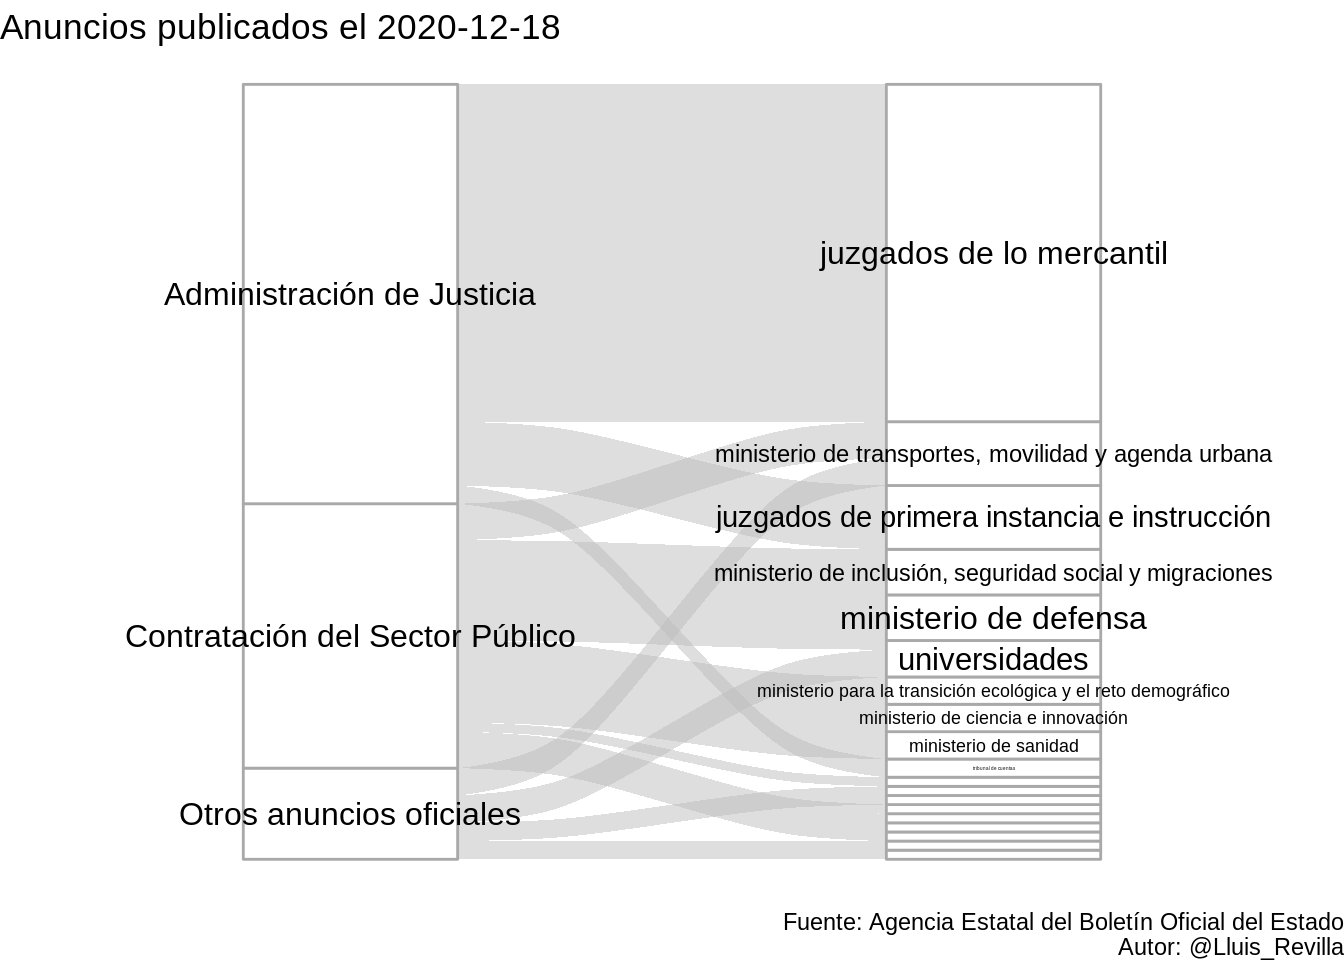 Anuncios publicados el 2020-12-18
Administración de Justicia
Contratación del Sector Público
Otros anuncios oficiales
juzgados de lo mercantil
ministerio de transportes, movilidad y agenda urbana
juzgados de primera instancia e instrucción
ministerio de inclusión, seguridad social y migraciones
ministerio de defensa
universidades
ministerio para la transición ecológica y el reto demográfico
ministerio de ciencia e innovación
ministerio de sanidad
tribunal de cuentas
Fuente: Agencia Estatal del Boletín Oficial del Estado
Autor: @Lluis_Revilla